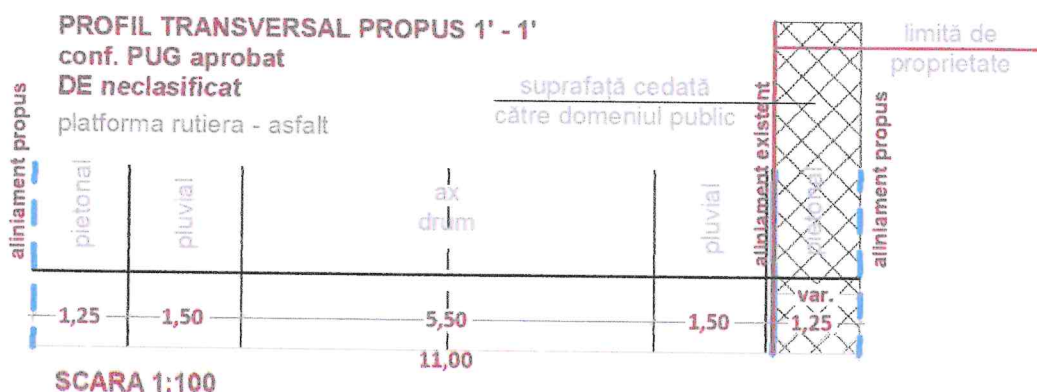 PROFIL TRANSVERSAL PROPUS 1' - 1'
conf. PUG aprobat
DE neclasificat
platforma rutiera - asfalt
suprafață cedată
către domeniul public
limită de
proprietate
aliniament propus
pietonal
pluvial
ax
drum
pluvial
aliniament existent
pietonal
aliniament propus
var.
1,25 1,50 5,50 1,50 1,25
11,00
SCARA 1:100